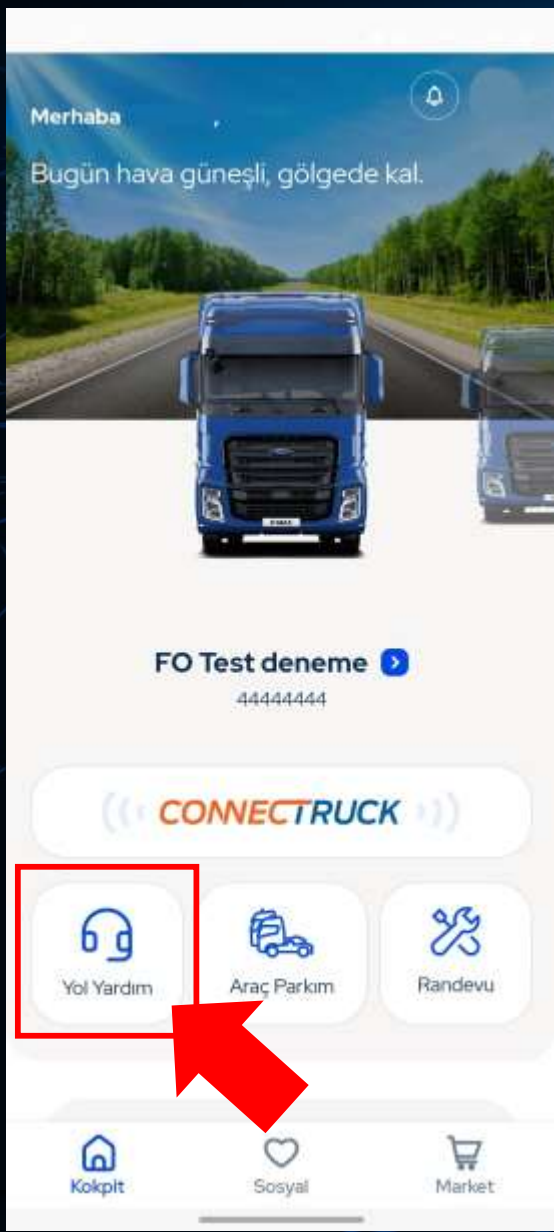 Merhaba ,
Bugün hava güneşli, gölgede kal.
FO Test deneme
44444444
CONNECTRUCK
Yol Yardım
Araç Parkım
Randevu
Kokpit
Sosyal
Market